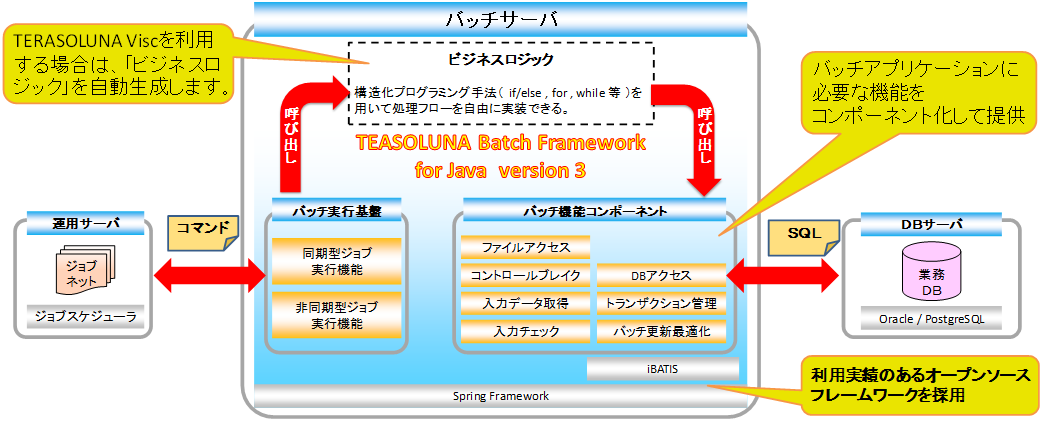 バッチサーバ
TERASOLUNA Viscを利用
する場合は、「ビジネスロ
ジック」を自動生成します。
ビジネスロジック
構造化プログラミング手法（ if/else , for , while 等 ）を
用いて処理フローを自由に実装できる。
呼び出し
呼び出し
バッチアプリケーションに
必要な機能を
コンポーネント化して提供
TEASOLUNA Batch Framework
for Java version 3
運用サーバ
ジョブ
ネット
ジョブスケジューラ
コマンド
バッチ実行基盤
同期型ジョブ
実行機能
非同期型ジョブ
実行機能
バッチ機能コンポーネント
ファイルアクセス
コントロールブレイク
DBアクセス
入力データ取得
トランザクション管理
入力チェック
バッチ更新最適化
SQL
DBサーバ
業務
DB
Oracle / PostgreSQL
iBATIS
Spring Framework
利用実績のあるオープンソース
フレームワークを採用